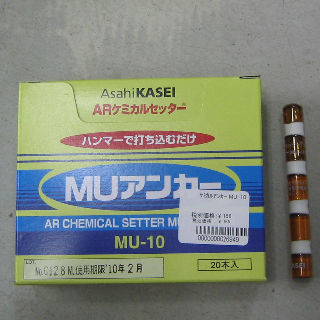 AsahiKASEI
ARケミカルセッター
ハンマーで打ち込むだけ
MUアンカー
AR CHEMICAL SETTER MU
MU-10
ケミカルアンカー MU-10
0000000026949
LOT.
No.0128M 使用期限'10年2月
20本入